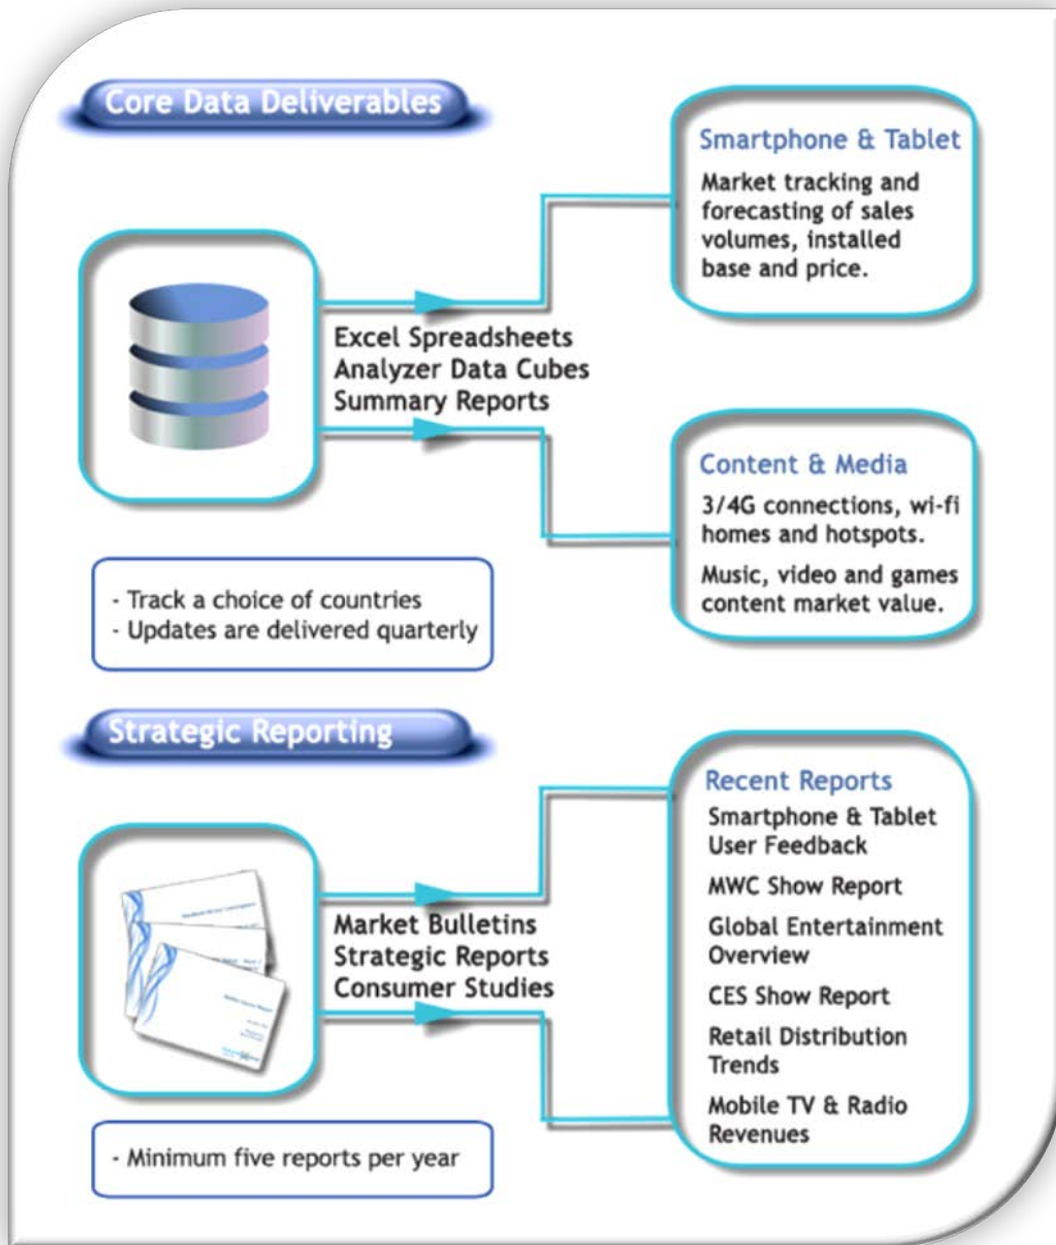 Core Data Deliverables
Smartphone & Tablet
Market tracking and
forecasting of sales
volumes, installed
base and price.
Excel Spreadsheets
Analyzer Data Cubes
Summary Reports
Content & Media
3/4G connections, wi-fi
homes and hotspots.
Music, video and games
content market value.
- Track a choice of countries
- Updates are delivered quarterly
Strategic Reporting
Recent Reports
Smartphone & Tablet
User Feedback
MWC Show Report
Global Entertainment
Overview
CES Show Report
Retail Distribution
Trends
Mobile TV & Radio
Revenues
Market Bulletins
Strategic Reports
Consumer Studies
- Minimum five reports per year